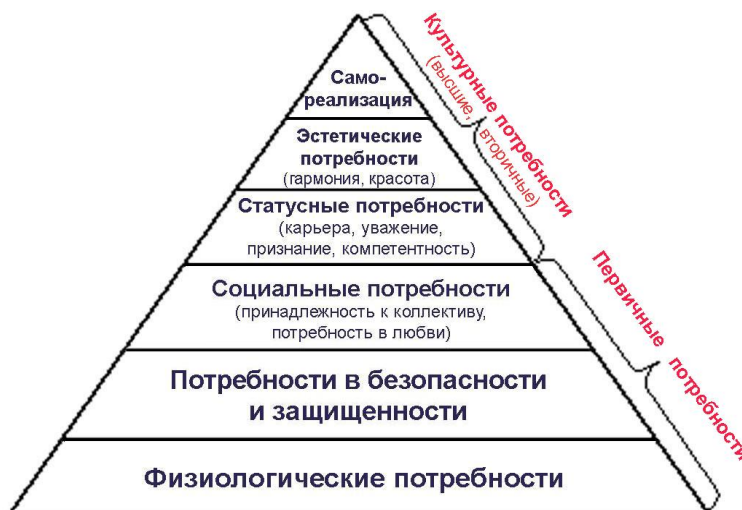 Само-
реализация
Эстетические
потребности
(гармония, красота)
Статусные потребности
(карьера, уважение,
признание, компетентность)
Социальные потребности
(принадлежность к коллективу,
потребность в любви)
Потребности в безопасности
и защищенности
Физиологические потребности
Культурные потребности
(высшие, вторичные)
Первичные потребности